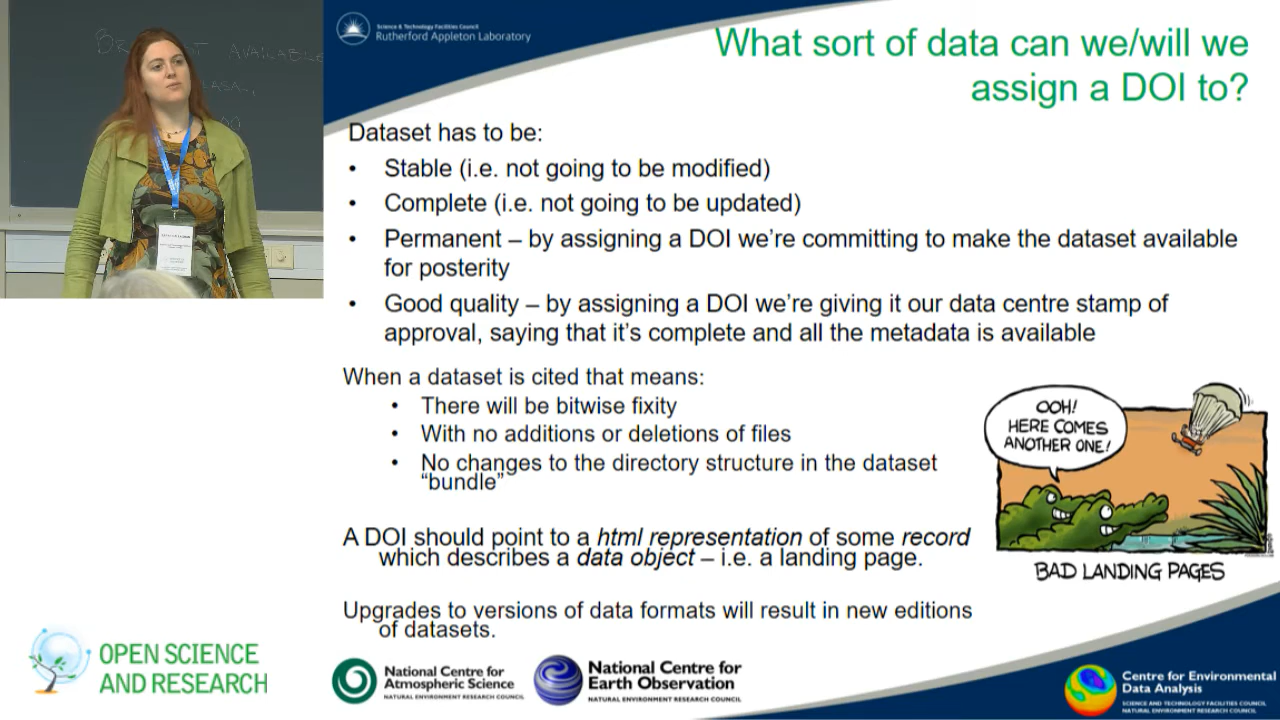 AVAILABLE
Science & Technology Facilities Council
Rutherford Appleton Laboratory
What sort of data can we/will we
assign a DOI to?
Dataset has to be:
• Stable (i.e. not going to be modified)
• Complete (i.e. not going to be updated)
• Permanent – by assigning a DOI we're committing to make the dataset available
for posterity
• Good quality – by assigning a DOI we're giving it our data centre stamp of
approval, saying that it's complete and all the metadata is available
When a dataset is cited that means:
• There will be bitwise fixity
• With no additions or deletions of files
• No changes to the directory structure in the dataset
“bundle”
A DOI should point to a html representation of some record
which describes a data object – i.e. a landing page.
Upgrades to versions of data formats will result in new editions
of datasets.
OOH!
HERE COMES
ANOTHER ONE!
BAD LANDING PAGES
OPEN SCIENCE
AND RESEARCH
National Centre for
Atmospheric Science
NATURAL ENVIRONMENT RESEARCH COUNCIL
National Centre for
Earth Observation
NATURAL ENVIRONMENT RESEARCH COUNCIL
Centre for Environmental
Data Analysis
SCIENCE AND TECHNOLOGY FACILITIES COUNCIL
NATURAL ENVIRONMENT RESEARCH COUNCIL